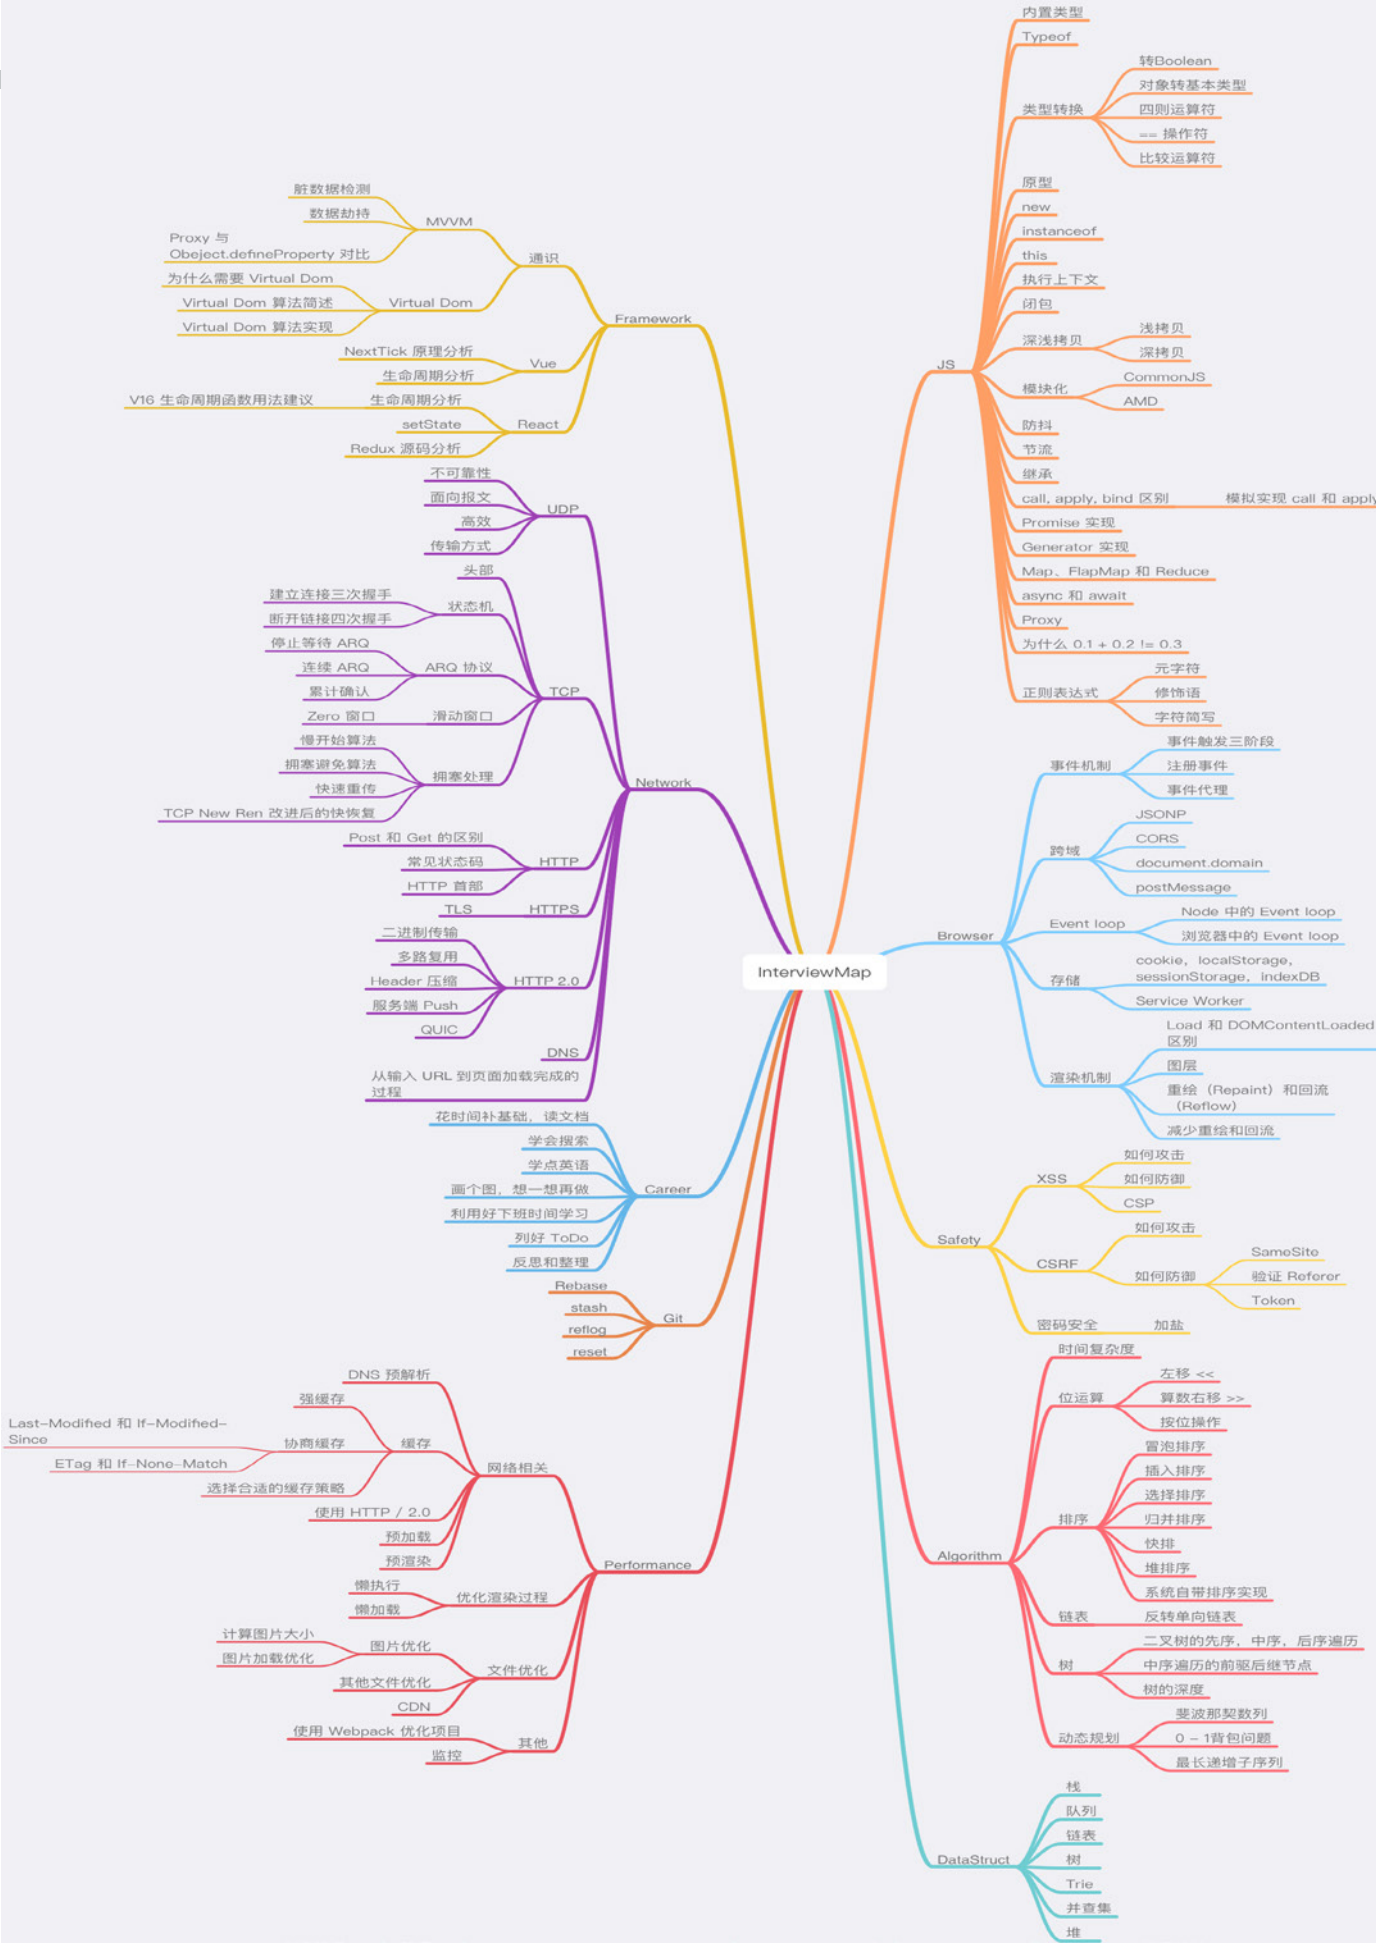 InterviewMap
Framework
通识
MVVM
脏数据检测
数据劫持
Proxy 与
Obeject.defineProperty 对比
Virtual Dom
为什么需要 Virtual Dom
Virtual Dom 算法简述
Virtual Dom 算法实现
Vue
NextTick 原理分析
生命周期分析
React
生命周期分析
V16 生命周期函数用法建议
setState
Redux 源码分析
Network
UDP
不可靠性
面向报文
高效
传输方式
TCP
头部
状态机
建立连接三次握手
断开链接四次握手
ARQ 协议
停止等待 ARQ
连续 ARQ
累计确认
滑动窗口
Zero 窗口
拥塞处理
慢开始算法
拥塞避免算法
快速重传
TCP New Ren 改进后的快恢复
HTTP
Post 和 Get 的区别
常见状态码
HTTP 首部
HTTPS
TLS
HTTP 2.0
二进制传输
多路复用
Header 压缩
服务端 Push
QUIC
DNS
从输入 URL 到页面加载完成的
过程
Career
花时间补基础，读文档
学会搜索
学点英语
画个图，想一想再做
利用好下班时间学习
列好 ToDo
反思和整理
Git
Rebase
stash
reflog
reset
Performance
网络相关
DNS 预解析
缓存
强缓存
协商缓存
Last-Modified 和 If-Modified-
Since
ETag 和 If-None-Match
选择合适的缓存策略
使用 HTTP / 2.0
预加载
预渲染
优化渲染过程
懒执行
懒加载
文件优化
图片优化
计算图片大小
图片加载优化
其他文件优化
CDN
其他
使用 Webpack 优化项目
监控
JS
内置类型
Typeof
类型转换
转Boolean
对象转基本类型
四则运算符
== 操作符
比较运算符
原型
new
instanceof
this
执行上下文
闭包
深浅拷贝
浅拷贝
深拷贝
模块化
CommonJS
AMD
防抖
节流
继承
call, apply, bind 区别
模拟实现 call 和 apply
Promise 实现
Generator 实现
Map、FlapMap 和 Reduce
async 和 await
Proxy
为什么 0.1 + 0.2 != 0.3
正则表达式
元字符
修饰语
字符简写
Browser
事件机制
事件触发三阶段
注册事件
事件代理
跨域
JSONP
CORS
document.domain
postMessage
Event loop
Node 中的 Event loop
浏览器中的 Event loop
存储
cookie，localStorage，
sessionStorage，indexDB
Service Worker
渲染机制
Load 和 DOMContentLoaded
区别
图层
重绘（Repaint）和回流
（Reflow）
减少重绘和回流
Safety
XSS
如何攻击
如何防御
CSP
CSRF
如何攻击
如何防御
SameSite
验证 Referer
Token
密码安全
加盐
Algorithm
时间复杂度
位运算
左移 <<
算数右移 >>
按位操作
排序
冒泡排序
插入排序
选择排序
归并排序
快排
堆排序
系统自带排序实现
链表
反转单向链表
树
二叉树的先序，中序，后序遍历
中序遍历的前驱后继节点
树的深度
动态规划
斐波那契数列
0 - 1背包问题
最长递增子序列
DataStruct
栈
队列
链表
树
Trie
并查集
堆